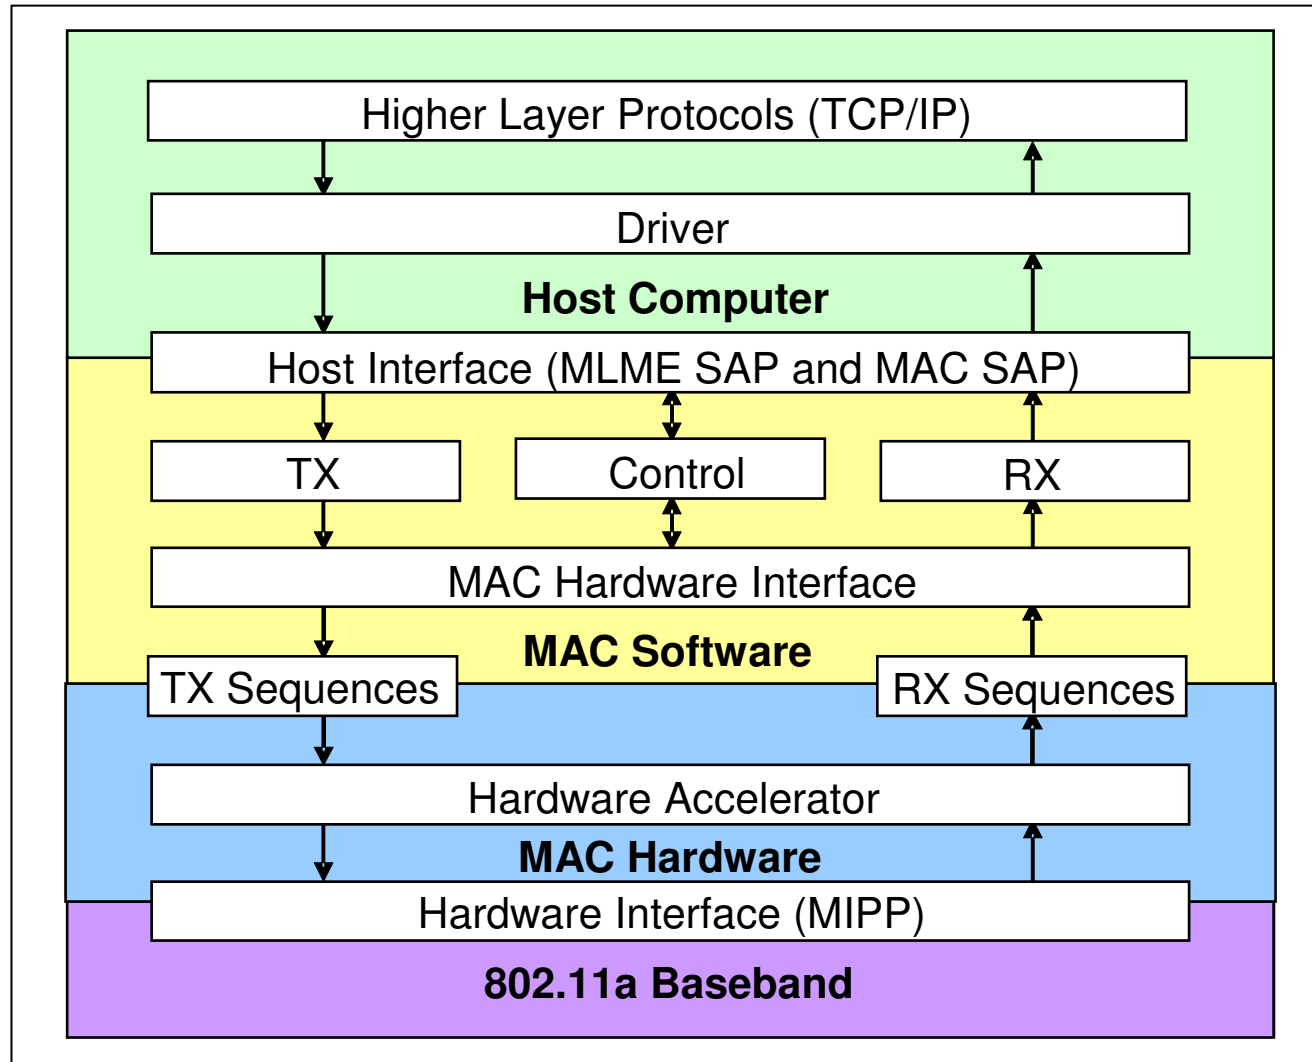 Higher Layer Protocols (TCP/IP)
Driver
Host Computer
Host Interface (MLME SAP and MAC SAP)
TX
Control
RX
MAC Hardware Interface
MAC Software
TX Sequences
RX Sequences
Hardware Accelerator
MAC Hardware
Hardware Interface (MIPP)
802.11a Baseband